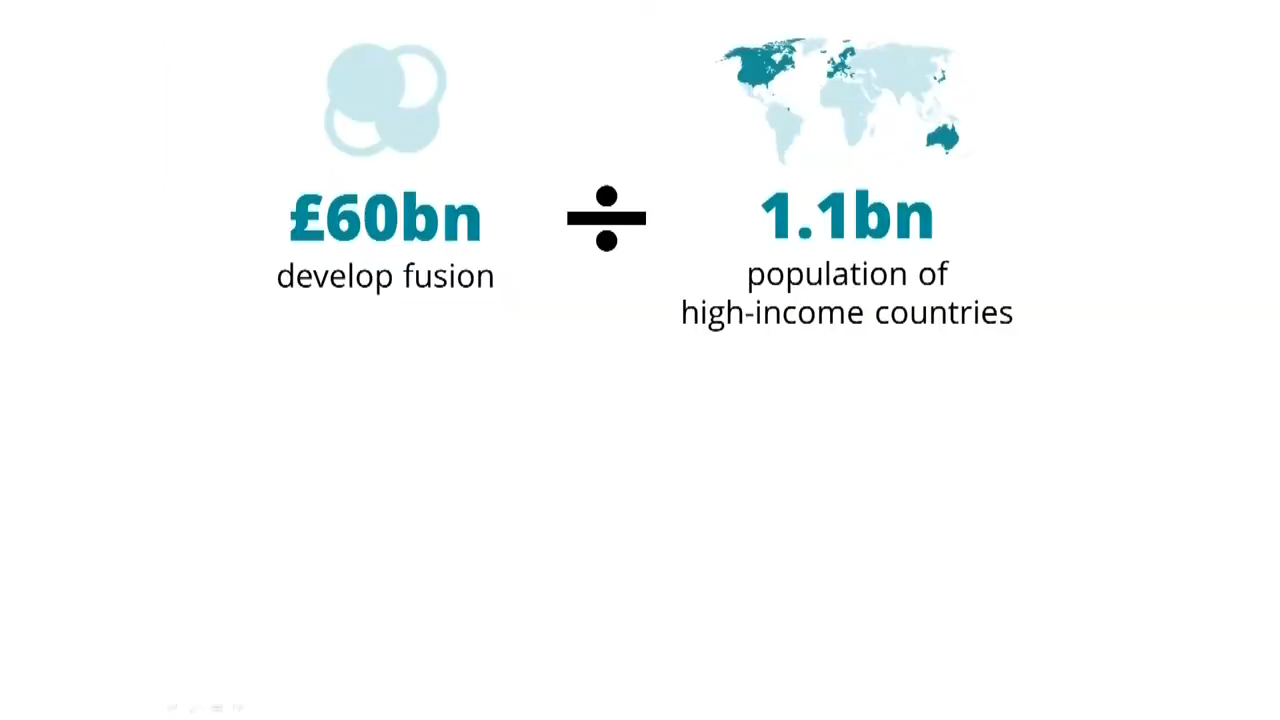 £60bn
develop fusion
÷
1.1bn
population of
high-income countries